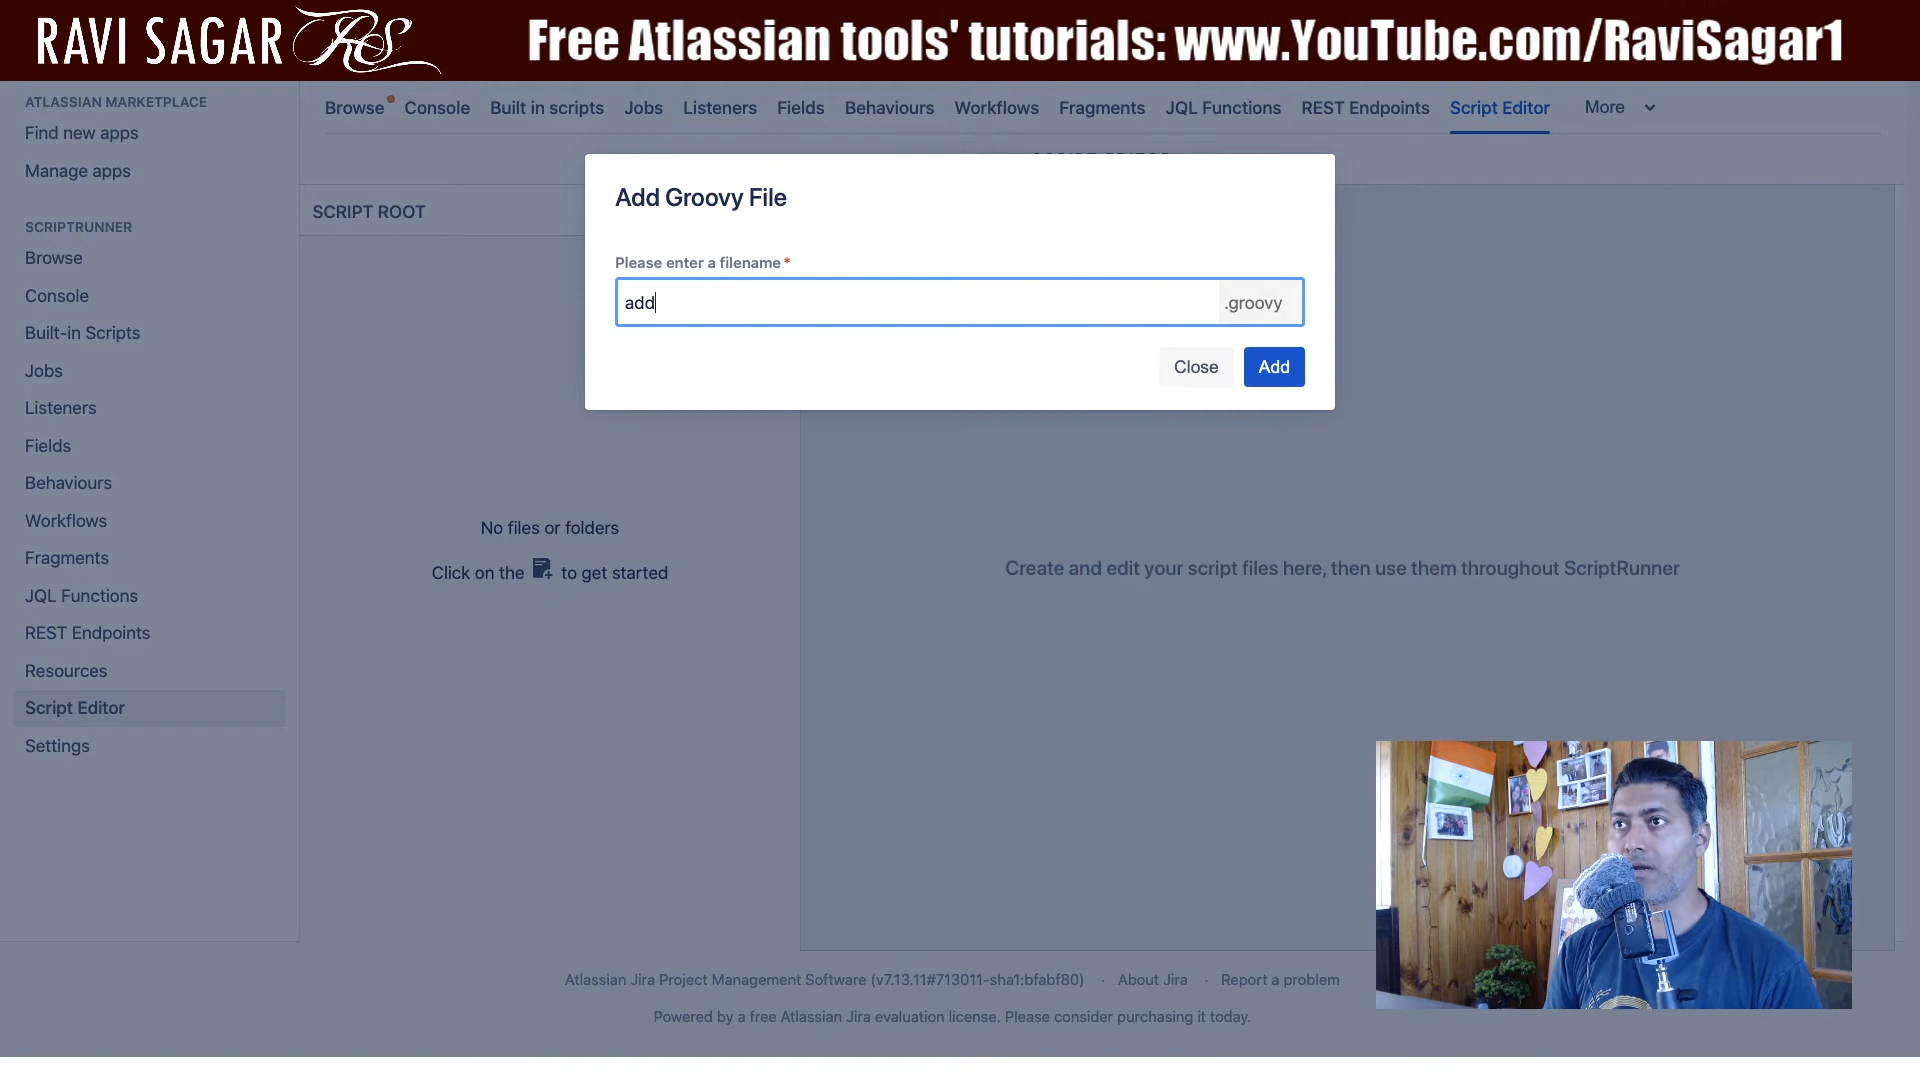 RAVI SAGAR RS
Free Atlassian tools' tutorials: www.YouTube.com/RaviSagar1
ATLASSIAN MARKETPLACE
Find new apps
Manage apps
SCRIPTRUNNER
Browse
Console
Built-in Scripts
Jobs
Listeners
Fields
Behaviours
Workflows
Fragments
JQL Functions
REST Endpoints
Resources
Script Editor
Settings
Browse Console Built in scripts Jobs Listeners Fields Behaviours Workflows Fragments JQL Functions REST Endpoints Script Editor More
SCRIPT ROOT
No files or folders
Click on the to get started
Add Groovy File
Please enter a filename*
add .groovy
Close Add
Create and edit your script files here, then use them throughout ScriptRunner
Atlassian Jira Project Management Software (v7.13.11#713011-sha1:bfabf80) · About Jira · Report a problem
Powered by a free Atlassian Jira evaluation license. Please consider purchasing it today.